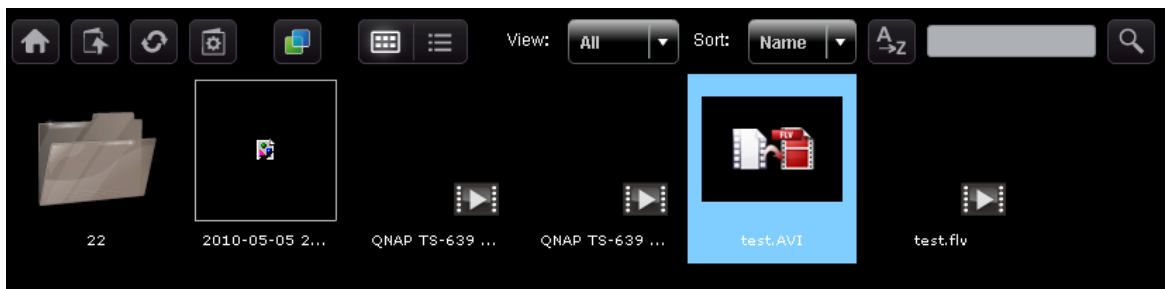 View: All Sort: Name A Z
FLV
22 2010-05-05 2... QNAP TS-639 ... QNAP TS-639 ... test.AVI test.flv